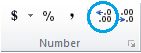 $ % , ←.0 .00 .00 →.0
Number